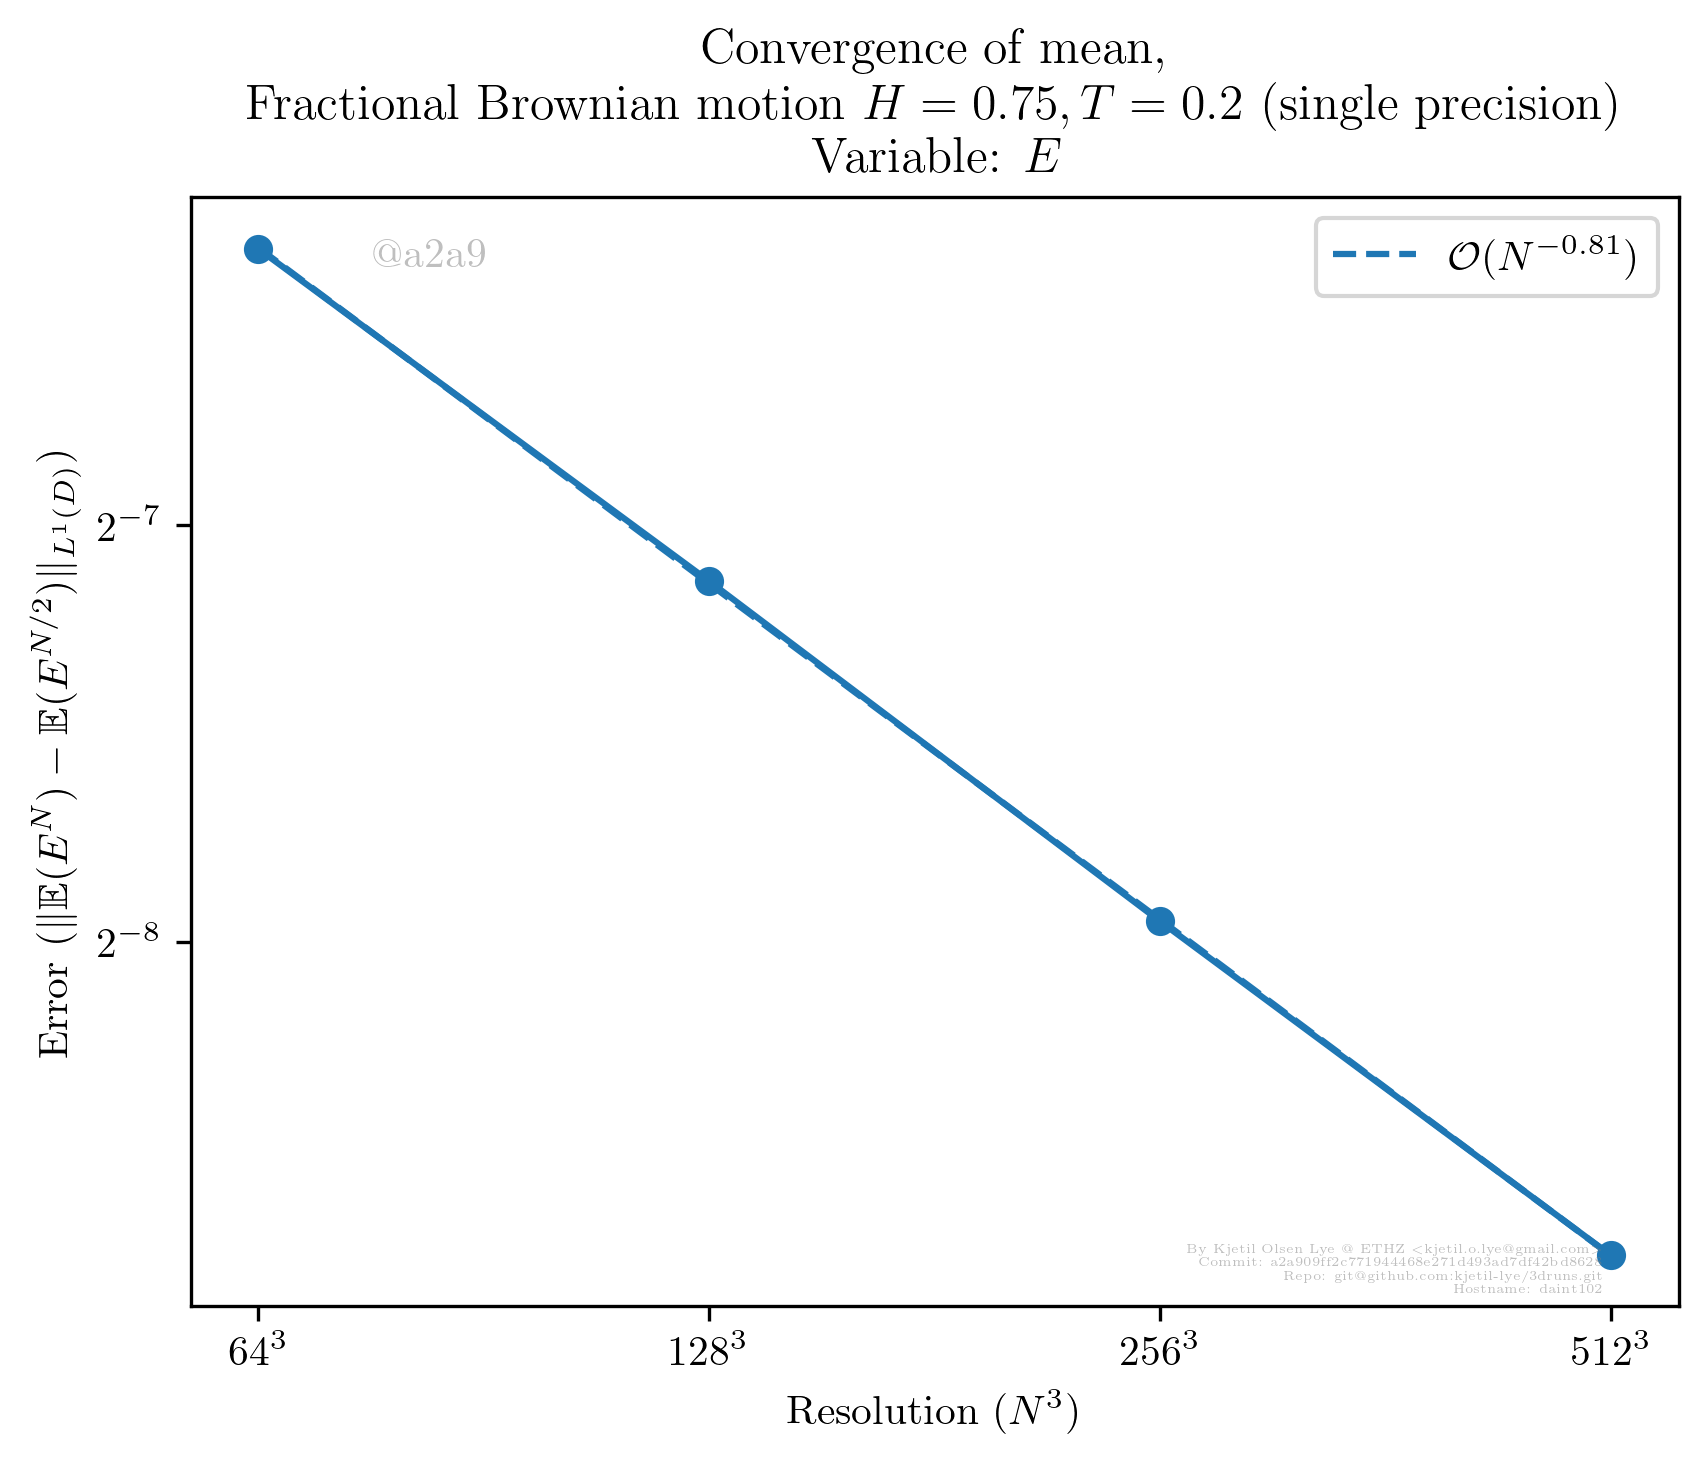 Convergence of mean,
Fractional Brownian motion H = 0.75, T = 0.2 (single precision)
Variable: E
@a2a9
𝒪(N^{-0.81})
Error (‖𝔼(E^N) − 𝔼(E^{N/2})‖_{L^1(D)})
2^{-7}
2^{-8}
By Kjetil Olsen Lye @ ETHZ <kjetil.o.lye@gmail.com
Commit:
Repo: git@github.com:kjetil-lye/3druns.git
Hostname: daint102
64^3
128^3
256^3
512^3
Resolution (N^3)